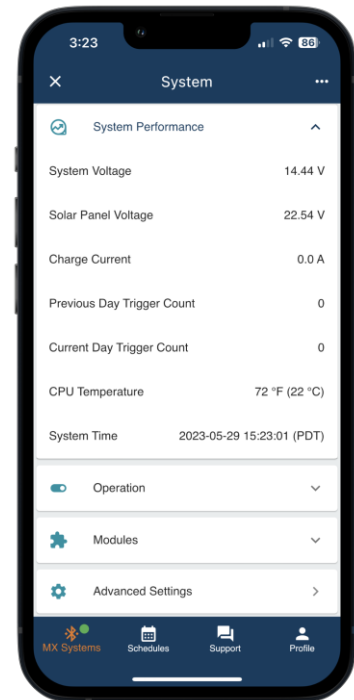 3:23
86
System
System Performance
System Voltage 14.44 V
Solar Panel Voltage 22.54 V
Charge Current 0.0 A
Previous Day Trigger Count 0
Current Day Trigger Count 0
CPU Temperature 72 °F (22 °C)
System Time 2023-05-29 15:23:01 (PDT)
Operation
Modules
Advanced Settings
MX Systems Schedules Support Profile